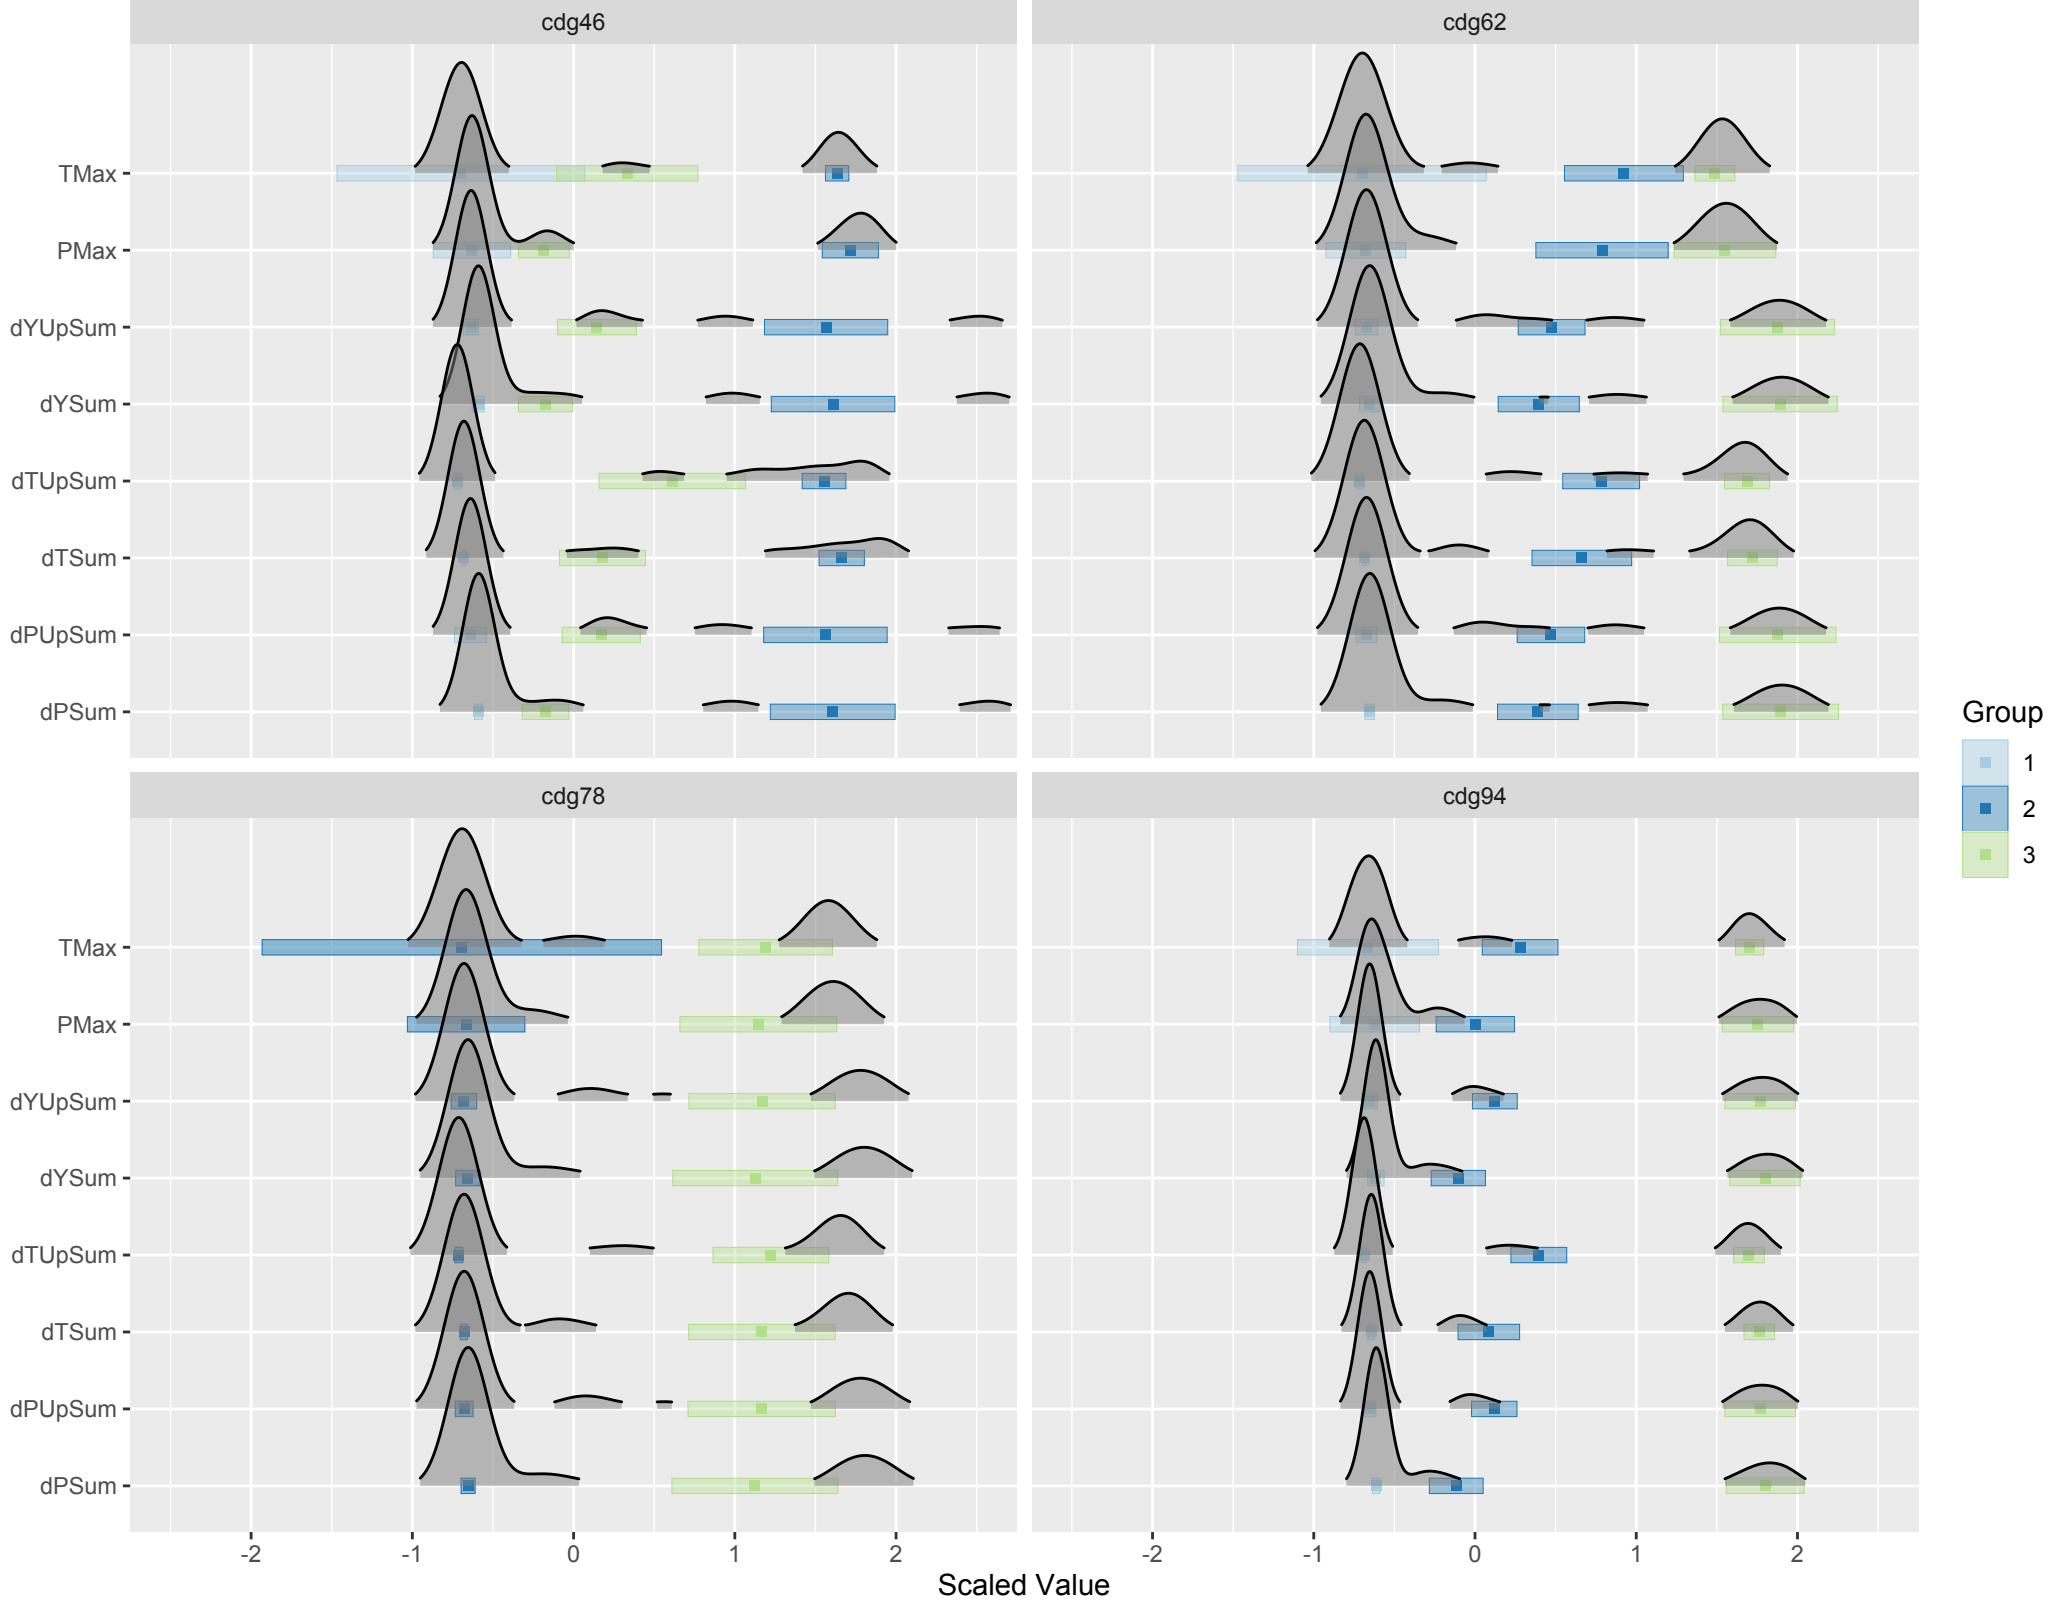 cdg46
cdg62
TMax
PMax
dYUpSum
dYSum
dTUpSum
dTSum
dPUpSum
dPSum
Group
1
2
3
cdg78
cdg94
TMax
PMax
dYUpSum
dYSum
dTUpSum
dTSum
dPUpSum
dPSum
-2 -1 0 1 2
-2 -1 0 1 2
Scaled Value